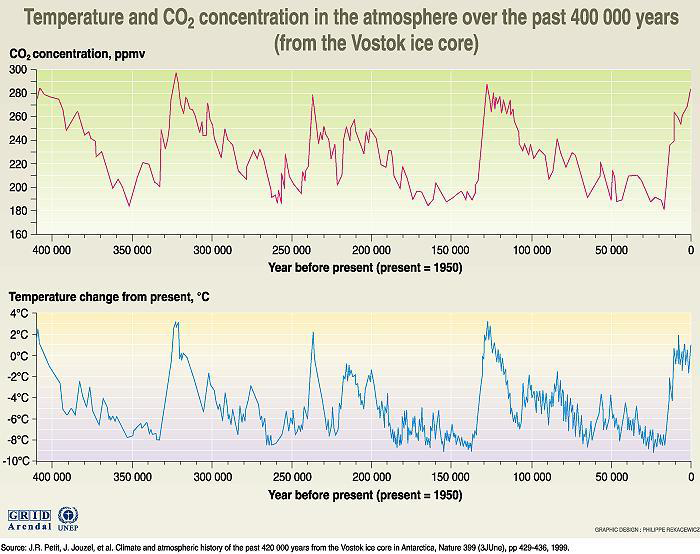 Temperature and CO₂ concentration in the atmosphere over the past 400 000 years
(from the Vostok ice core)
CO₂ concentration, ppmv
300
280
260
240
220
200
180
160
400 000 350 000 300 000 250 000 200 000 150 000 100 000 50 000 0
Year before present (present = 1950)
Temperature change from present, °C
4°C
2°C
0°C
-2°C
-4°C
-6°C
-8°C
-10°C
400 000 350 000 300 000 250 000 200 000 150 000 100 000 50 000 0
Year before present (present = 1950)
GRID
Arendal UNEP
GRAPHIC DESIGN : PHILIPPE REKACEWICZ
Source: J.R. Petit, J. Jouzel, et al. Climate and atmospheric history of the past 420 000 years from the Vostok ice core in Antarctica, Nature 399 (3JUne), pp 429-436, 1999.